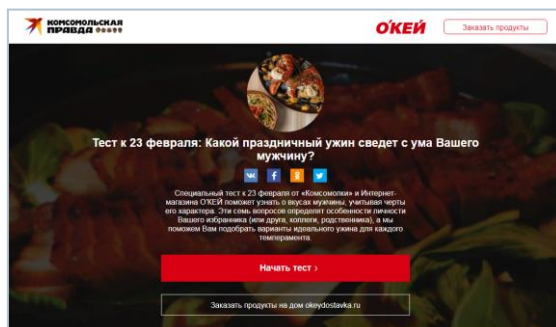 КОМСОМОЛЬСКАЯ
ПРАВДА
О'КЕЙ
Заказать продукты
Тест к 23 февраля: Какой праздничный ужин сведет с ума Вашего
мужчину?
Специальный тест к 23 февраля от «Комсомолки» и Интернет-
магазина О'КЕЙ поможет узнать о вкусах мужчины, учитывая черты
его характера. Эти семь вопросов определят особенности личности
Вашего избранника (или друга, коллеги, родственника), а мы
поможем Вам подобрать варианты идеального ужина для каждого
темперамента.
Начать тест ›
Заказать продукты на дом okeydostavka.ru